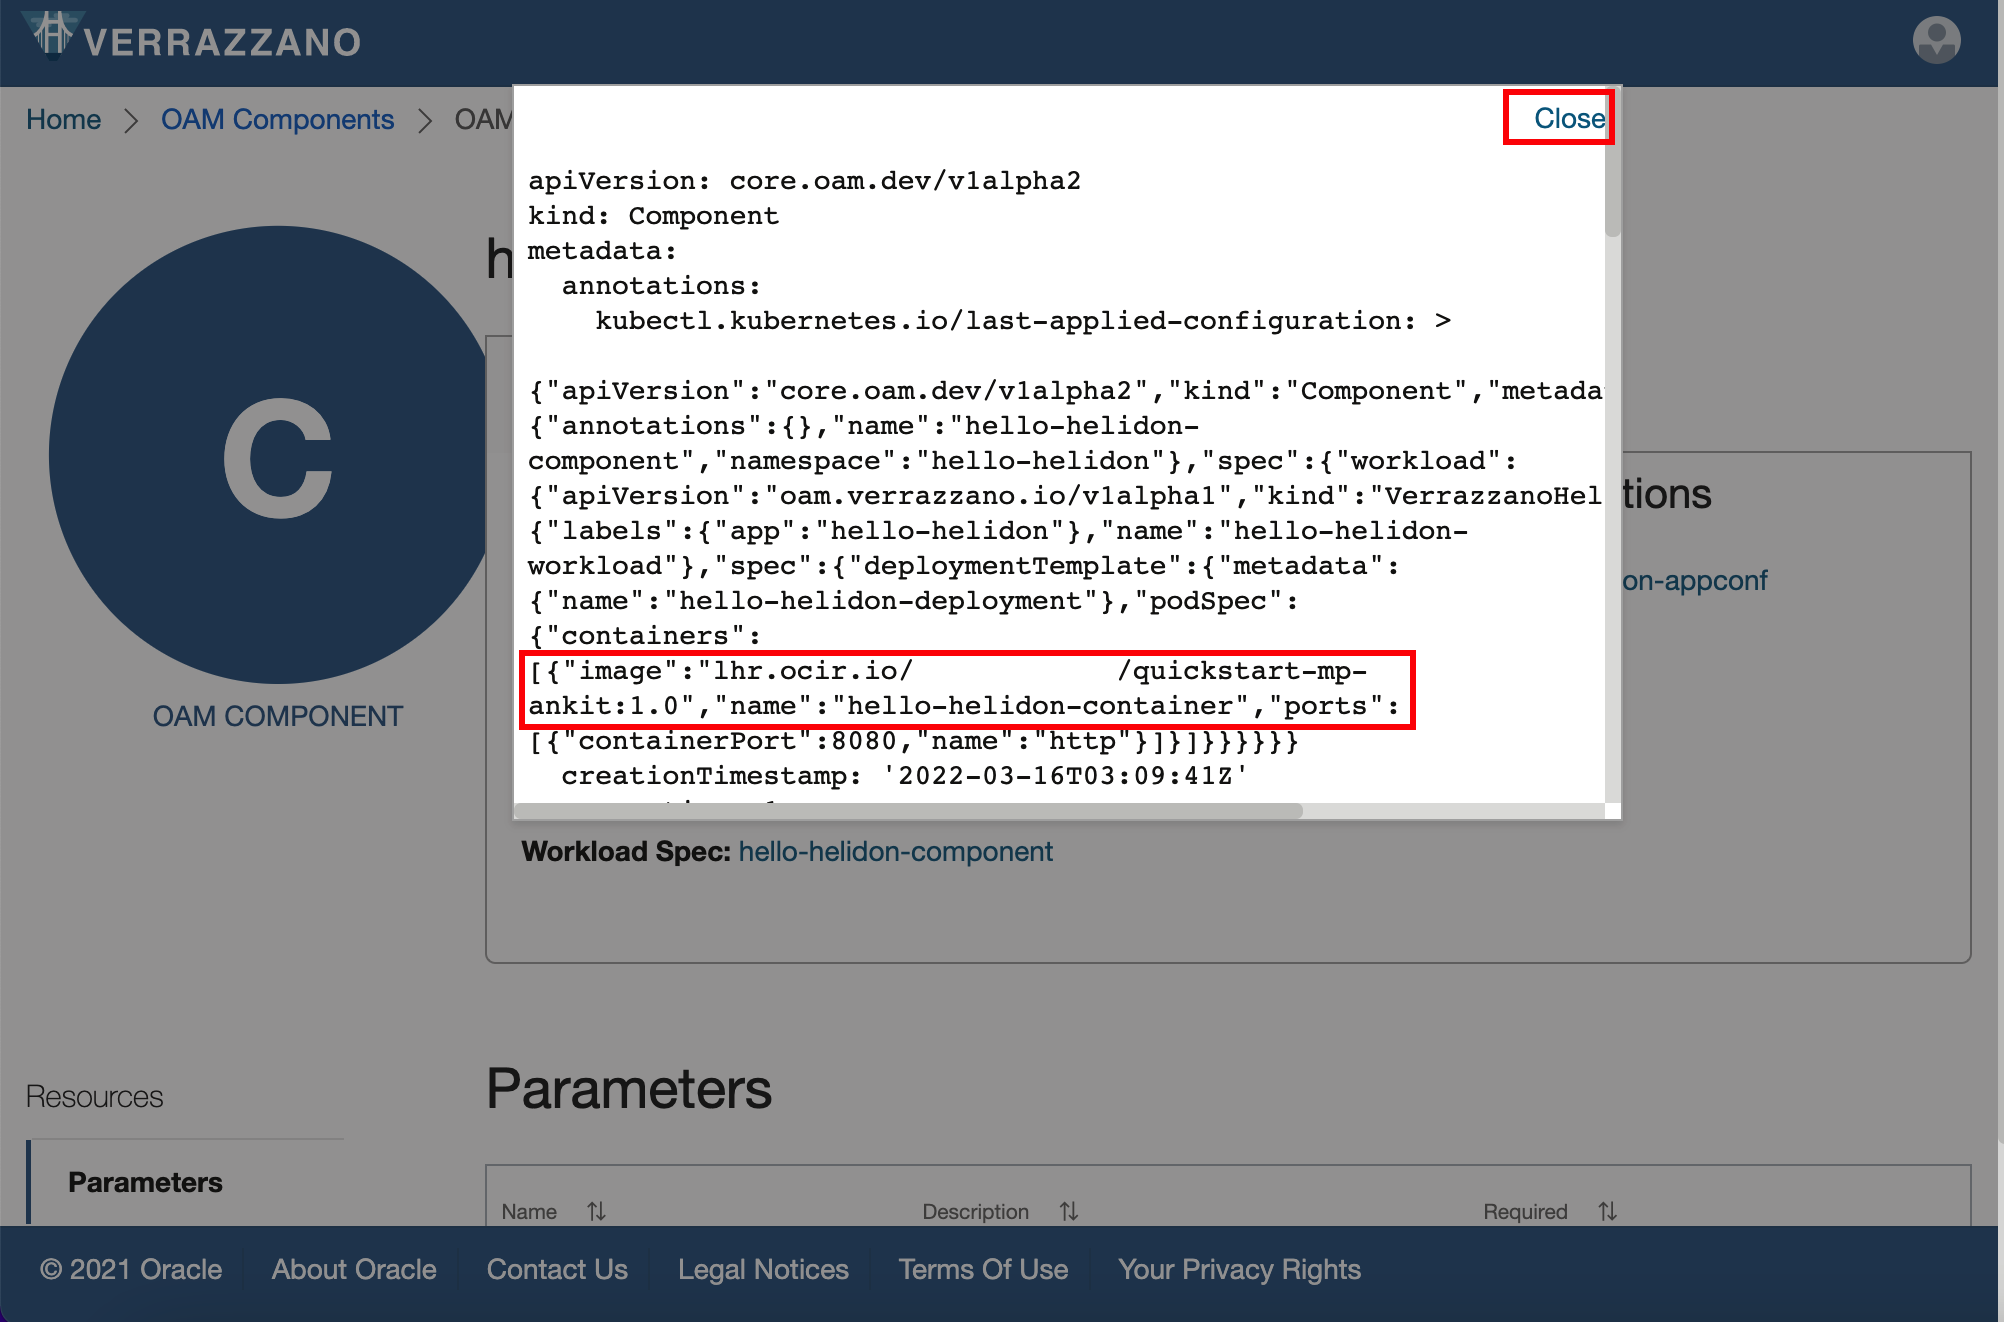 VERRAZZANO
Home > OAM Components > OAM
Close
apiVersion: core.oam.dev/v1alpha2
kind: Component
metadata:
  annotations:
    kubectl.kubernetes.io/last-applied-configuration: >
{"apiVersion":"core.oam.dev/v1alpha2","kind":"Component","metada
{"annotations":{},"name":"hello-helidon-
component","namespace":"hello-helidon"},"spec":{"workload":
{"apiVersion":"oam.verrazzano.io/v1alpha1","kind":"VerrazzanoHel
{"labels":{"app":"hello-helidon"},"name":"hello-helidon-
workload"},"spec":{"deploymentTemplate":{"metadata":
{"name":"hello-helidon-deployment"},"podSpec":
{"containers":
[{"image":"lhr.ocir.io/ /quickstart-mp-
ankit:1.0","name":"hello-helidon-container","ports":
[{"containerPort":8080,"name":"http"}]}]}}}}}}
  creationTimestamp: '2022-03-16T03:09:41Z'
h
C
OAM COMPONENT
tions
on-appconf
Workload Spec: hello-helidon-component
Resources
Parameters
Parameters
Name Description Required
© 2021 Oracle About Oracle Contact Us Legal Notices Terms Of Use Your Privacy Rights